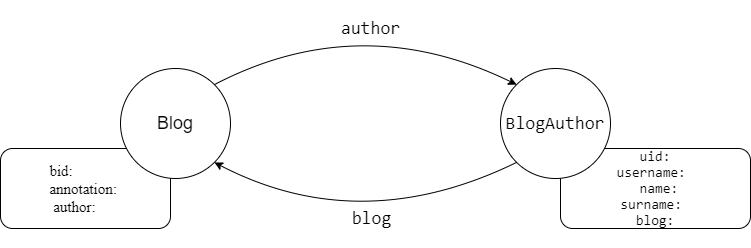 author
Blog
BlogAuthor
bid:
annotation:
author:
uid:
username:
name:
surname:
blog:
blog